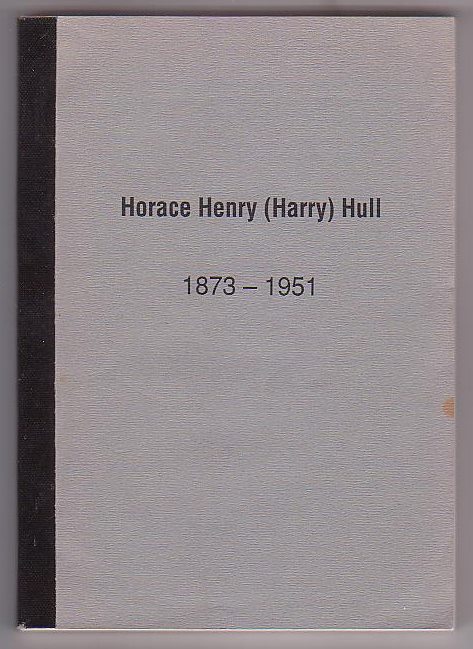 Horace Henry (Harry) Hull
1873 – 1951